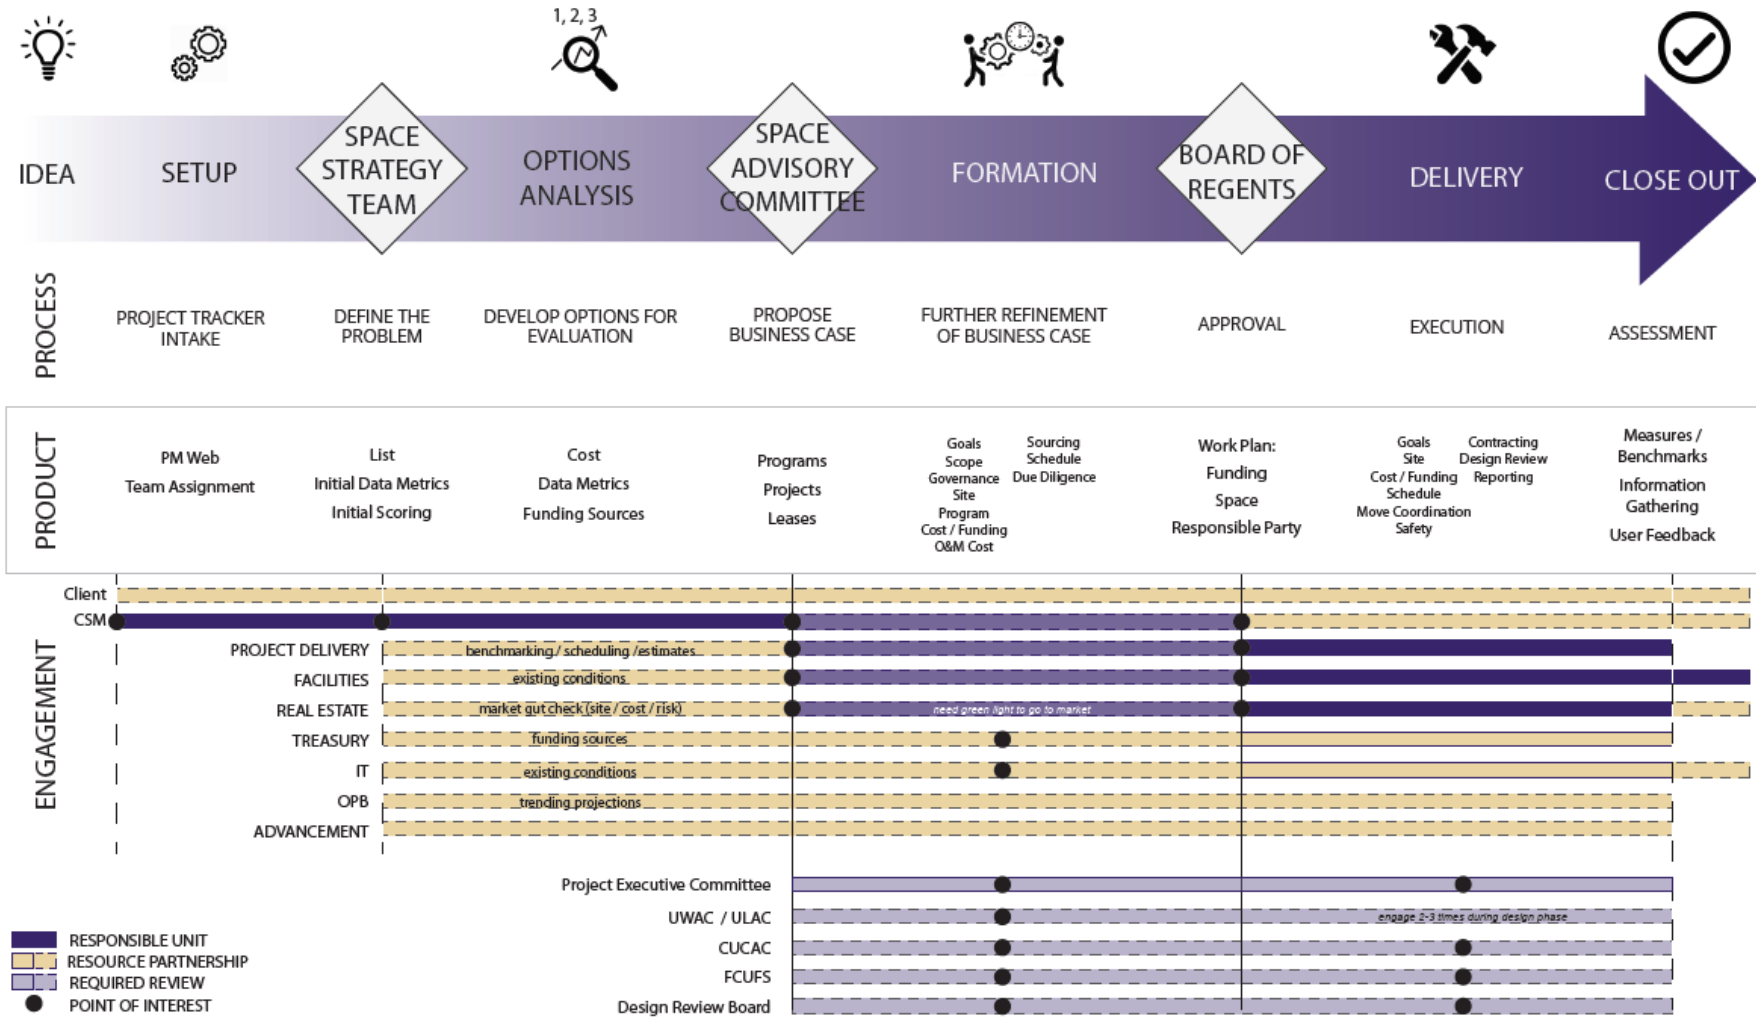 1, 2, 3
IDEA
SETUP
SPACE
STRATEGY
TEAM
OPTIONS
ANALYSIS
SPACE
ADVISORY
COMMITTEE
FORMATION
BOARD OF
REGENTS
DELIVERY
CLOSE OUT
PROCESS
PROJECT TRACKER
INTAKE
DEFINE THE
PROBLEM
DEVELOP OPTIONS FOR
EVALUATION
PROPOSE
BUSINESS CASE
FURTHER REFINEMENT
OF BUSINESS CASE
APPROVAL
EXECUTION
ASSESSMENT
PRODUCT
PM Web
Team Assignment
List
Initial Data Metrics
Initial Scoring
Cost
Data Metrics
Funding Sources
Programs
Projects
Leases
Goals
Scope
Governance
Site
Program
Cost / Funding
O&M Cost
Sourcing
Schedule
Due Diligence
Work Plan:
Funding
Space
Responsible Party
Goals
Site
Cost / Funding
Schedule
Move Coordination
Safety
Contracting
Design Review
Reporting
Measures /
Benchmarks
Information
Gathering
User Feedback
ENGAGEMENT
Client
CSM
PROJECT DELIVERY
benchmarking / scheduling /estimates
FACILITIES
existing conditions
REAL ESTATE
market gut check (site / cost / risk)
need green light to go to market
TREASURY
funding sources
IT
existing conditions
OPB
trending projections
ADVANCEMENT
Project Executive Committee
UWAC / ULAC
engage 2-3 times during design phase
CUCAC
FCUFS
Design Review Board
RESPONSIBLE UNIT
RESOURCE PARTNERSHIP
REQUIRED REVIEW
POINT OF INTEREST